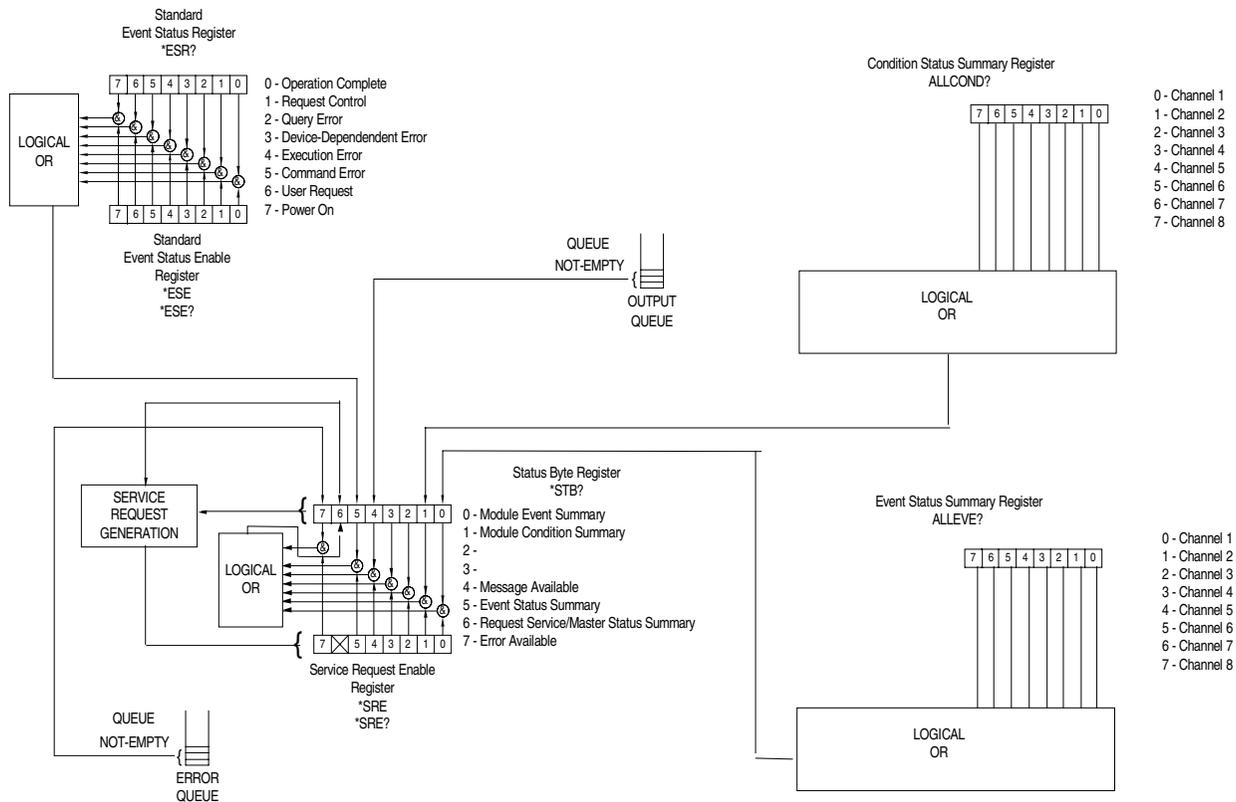 Standard
Event Status Register
*ESR?
7 6 5 4 3 2 1 0
0 - Operation Complete
1 - Request Control
2 - Query Error
3 - Device-Dependendent Error
4 - Execution Error
5 - Command Error
6 - User Request
7 - Power On
LOGICAL
OR
& & & & & & & &
7 6 5 4 3 2 1 0
Standard
Event Status Enable
Register
*ESE
*ESE?
QUEUE
NOT-EMPTY
OUTPUT
QUEUE
Condition Status Summary Register
ALLCOND?
7 6 5 4 3 2 1 0
0 - Channel 1
1 - Channel 2
2 - Channel 3
3 - Channel 4
4 - Channel 5
5 - Channel 6
6 - Channel 7
7 - Channel 8
LOGICAL
OR
Status Byte Register
*STB?
7 6 5 4 3 2 1 0
0 - Module Event Summary
1 - Module Condition Summary
2 -
3 -
4 - Message Available
5 - Event Status Summary
6 - Request Service/Master Status Summary
7 - Error Available
SERVICE
REQUEST
GENERATION
LOGICAL
OR
& & & & & & &
7 5 4 3 2 1 0
Service Request Enable
Register
*SRE
*SRE?
QUEUE
NOT-EMPTY
ERROR
QUEUE
Event Status Summary Register
ALLEVE?
7 6 5 4 3 2 1 0
0 - Channel 1
1 - Channel 2
2 - Channel 3
3 - Channel 4
4 - Channel 5
5 - Channel 6
6 - Channel 7
7 - Channel 8
LOGICAL
OR